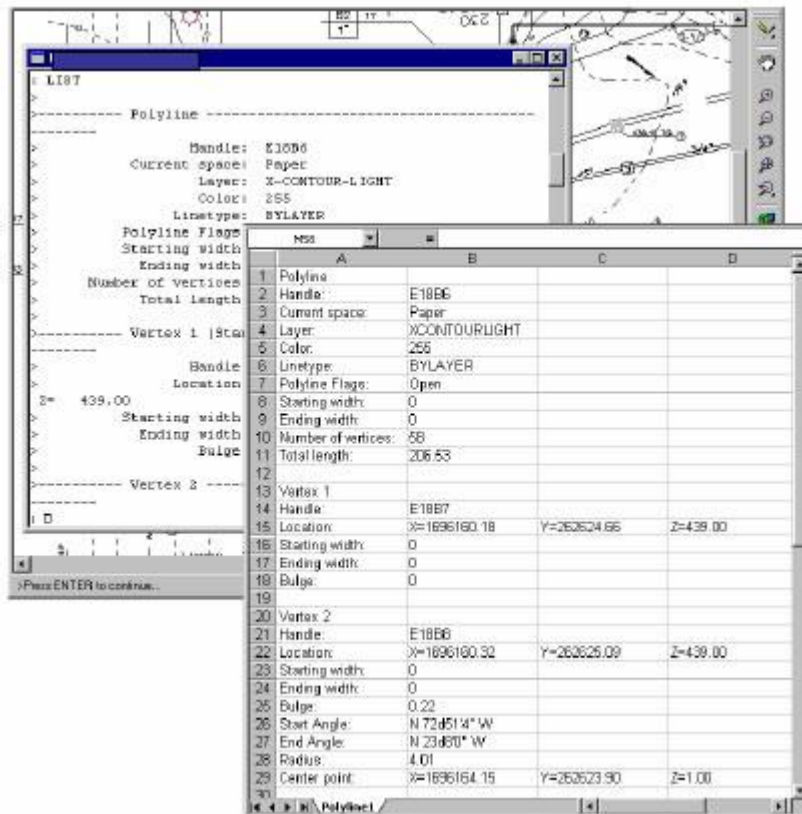 : LIST
>
>---------- Polyline ----------
> Handle: E18B6
> Current space: Paper
> Layer: X-CONTOUR-LIGHT
> Color: 255
> Linetype: BYLAYER
> Polyline Flags
> Starting width
> Ending width
> Number of vertices
> Total length
>
>---------- Vertex 1 (Sta
> Handle
> Location
Z= 439.00
> Starting width
> Ending width
> Bulge
>
>---------- Vertex 2 -----
: D
>Press ENTER to continue...
M56 =
A B C D
1 Polyline
2 Handle: E18B6
3 Current space: Paper
4 Layer: XCONTOURLIGHT
5 Color: 255
6 Linetype: BYLAYER
7 Polyline Flags: Open
8 Starting width: 0
9 Ending width: 0
10 Number of vertices: 58
11 Total length: 206.53
12
13 Vertex 1
14 Handle: E18B7
15 Location: X=1696160.18 Y=262624.66 Z=439.00
16 Starting width: 0
17 Ending width: 0
18 Bulge: 0
19
20 Vertex 2
21 Handle: E18B8
22 Location: X=1696160.32 Y=262625.09 Z=439.00
23 Starting width: 0
24 Ending width: 0
25 Bulge: 0.22
26 Start Angle: N 72d51'4" W
27 End Angle: N 23d8'0" W
28 Radius: 4.01
29 Center point: X=1696164.15 Y=262623.90 Z=1.00
30
Polyline1